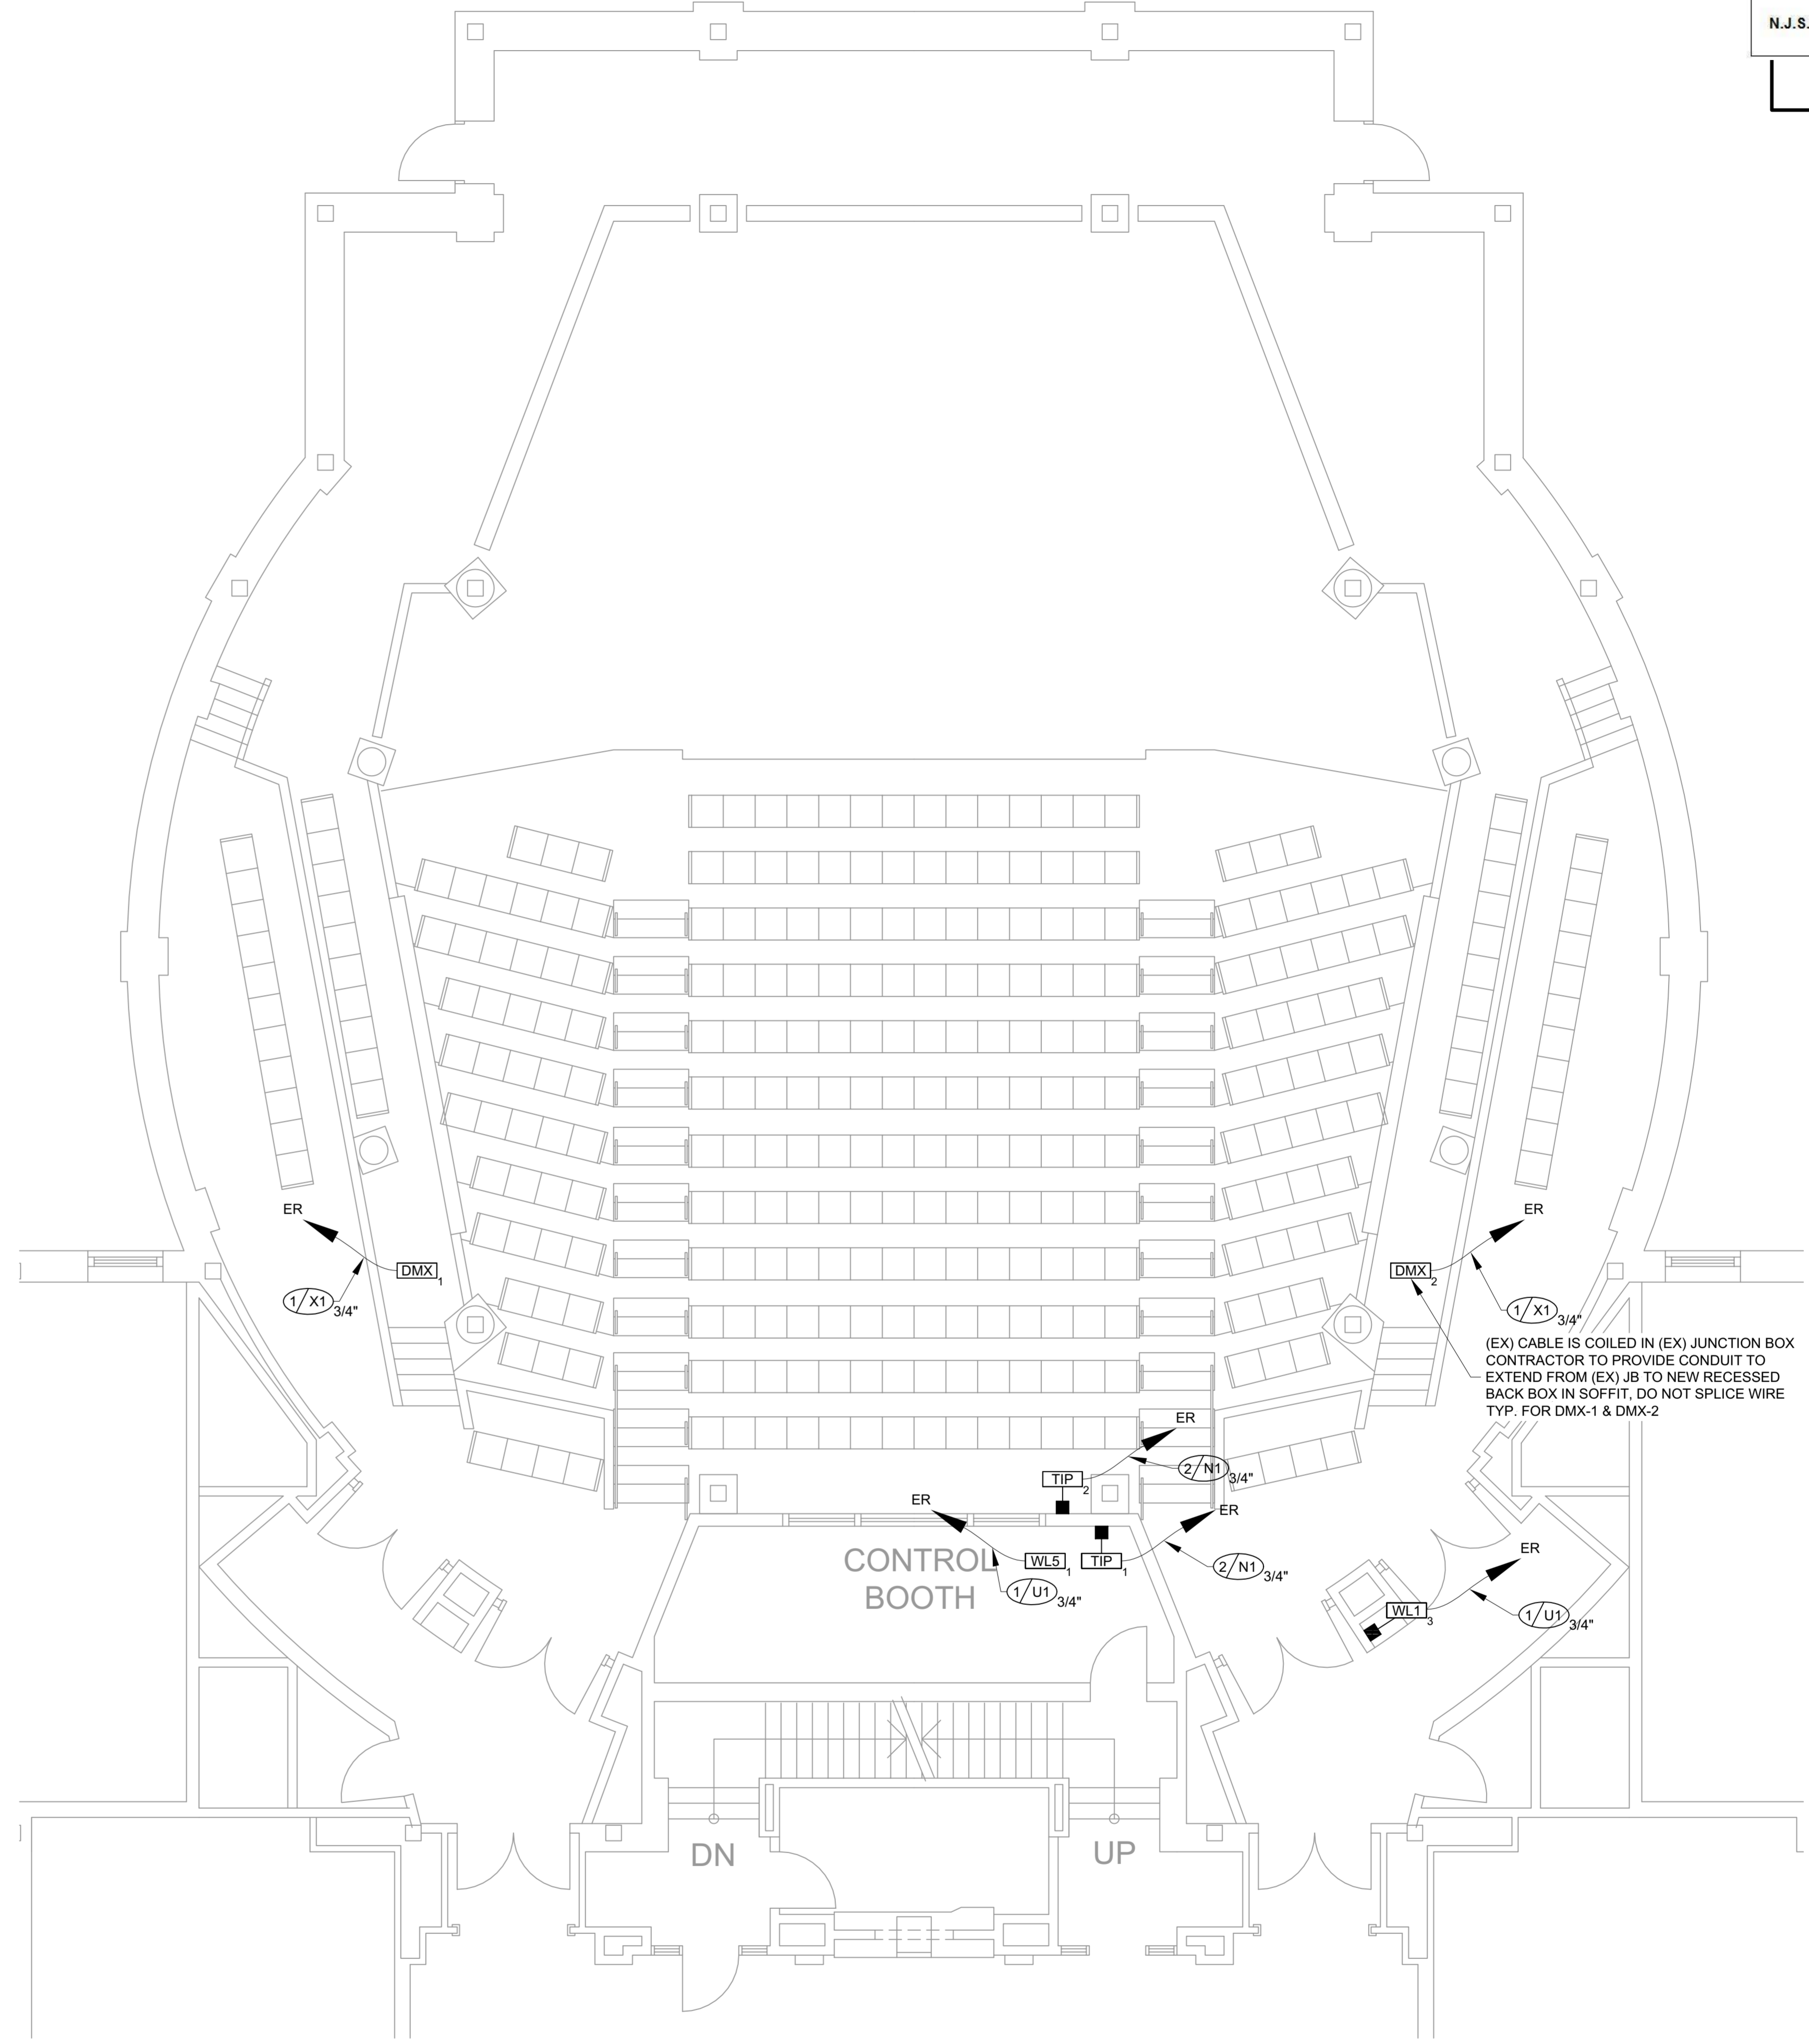 N.J.S.
ER
ER
DMX 1
DMX 2
1/X1 3/4"
1/X1 3/4"
(EX) CABLE IS COILED IN (EX) JUNCTION BOX
CONTRACTOR TO PROVIDE CONDUIT TO
EXTEND FROM (EX) JB TO NEW RECESSED
BACK BOX IN SOFFIT, DO NOT SPLICE WIRE
TYP. FOR DMX-1 & DMX-2
ER
2/N1 3/4"
TIP 2
ER
ER
CONTROL
BOOTH
WL5 1
TIP 1
2/N1 3/4"
1/U1 3/4"
ER
WL1 3
1/U1 3/4"
DN
UP